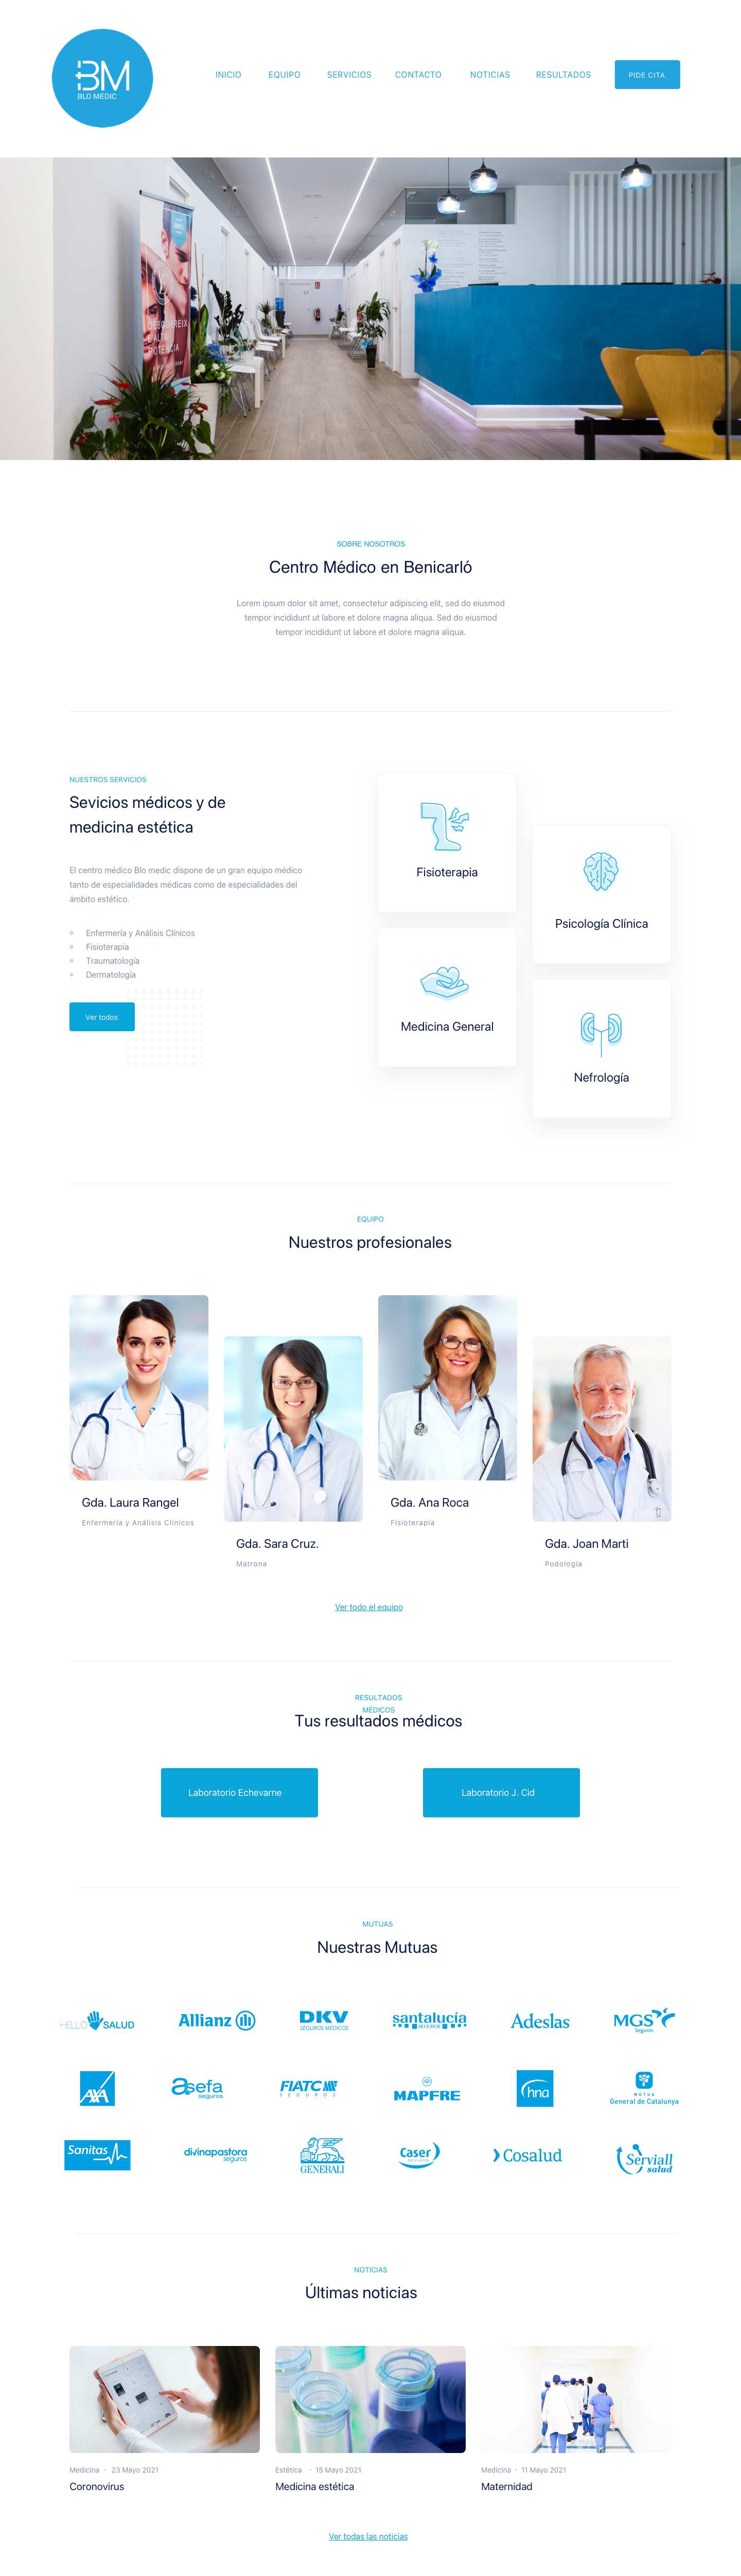 BM
BLO MEDIC
INICIO
EQUIPO
SERVICIOS
CONTACTO
NOTICIAS
RESULTADOS
PIDE CITA
DESCOBREIX
POTÈNCIA
SOBRE NOSOTROS
Centro Médico en Benicarló
Lorem ipsum dolor sit amet, consectetur adipiscing elit, sed do eiusmod
tempor incididunt ut labore et dolore magna aliqua. Sed do eiusmod
tempor incididunt ut labore et dolore magna aliqua.
NUESTROS SERVICIOS
Sevicios médicos y de
medicina estética
El centro médico Blo medic dispone de un gran equipo médico
tanto de especialidades médicas como de especialidades del
ámbito estético.
Enfermería y Análisis Clínicos
Fisioterapia
Traumatología
Dermatología
Ver todos
Fisioterapia
Psicología Clínica
Medicina General
Nefrología
EQUIPO
Nuestros profesionales
Gda. Laura Rangel
Enfermería y Análisis Clínicos
Gda. Sara Cruz.
Matrona
Gda. Ana Roca
Fisioterapia
Gda. Joan Marti
Podología
Ver todo el equipo
RESULTADOS
MÉDICOS
Tus resultados médicos
Laboratorio Echevarne
Laboratorio J. Cid
MUTUAS
Nuestras Mutuas
HELLO SALUD
Allianz
DKV
SEGUROS MÉDICOS
santalucía
SEGUROS
Adeslas
MGS
Seguros
AXA
asefa
seguros
FIATC
SEGUROS
MAPFRE
hna
MUTUA
General de Catalunya
Sanitas
divinapastora
seguros
GENERALI
Caser
SEGUROS
Cosalud
Serviall
salud
NOTICIAS
Últimas noticias
Medicina • 23 Mayo 2021
Coronovirus
Estética • 15 Mayo 2021
Medicina estética
Medicina • 11 Mayo 2021
Maternidad
Ver todas las noticias